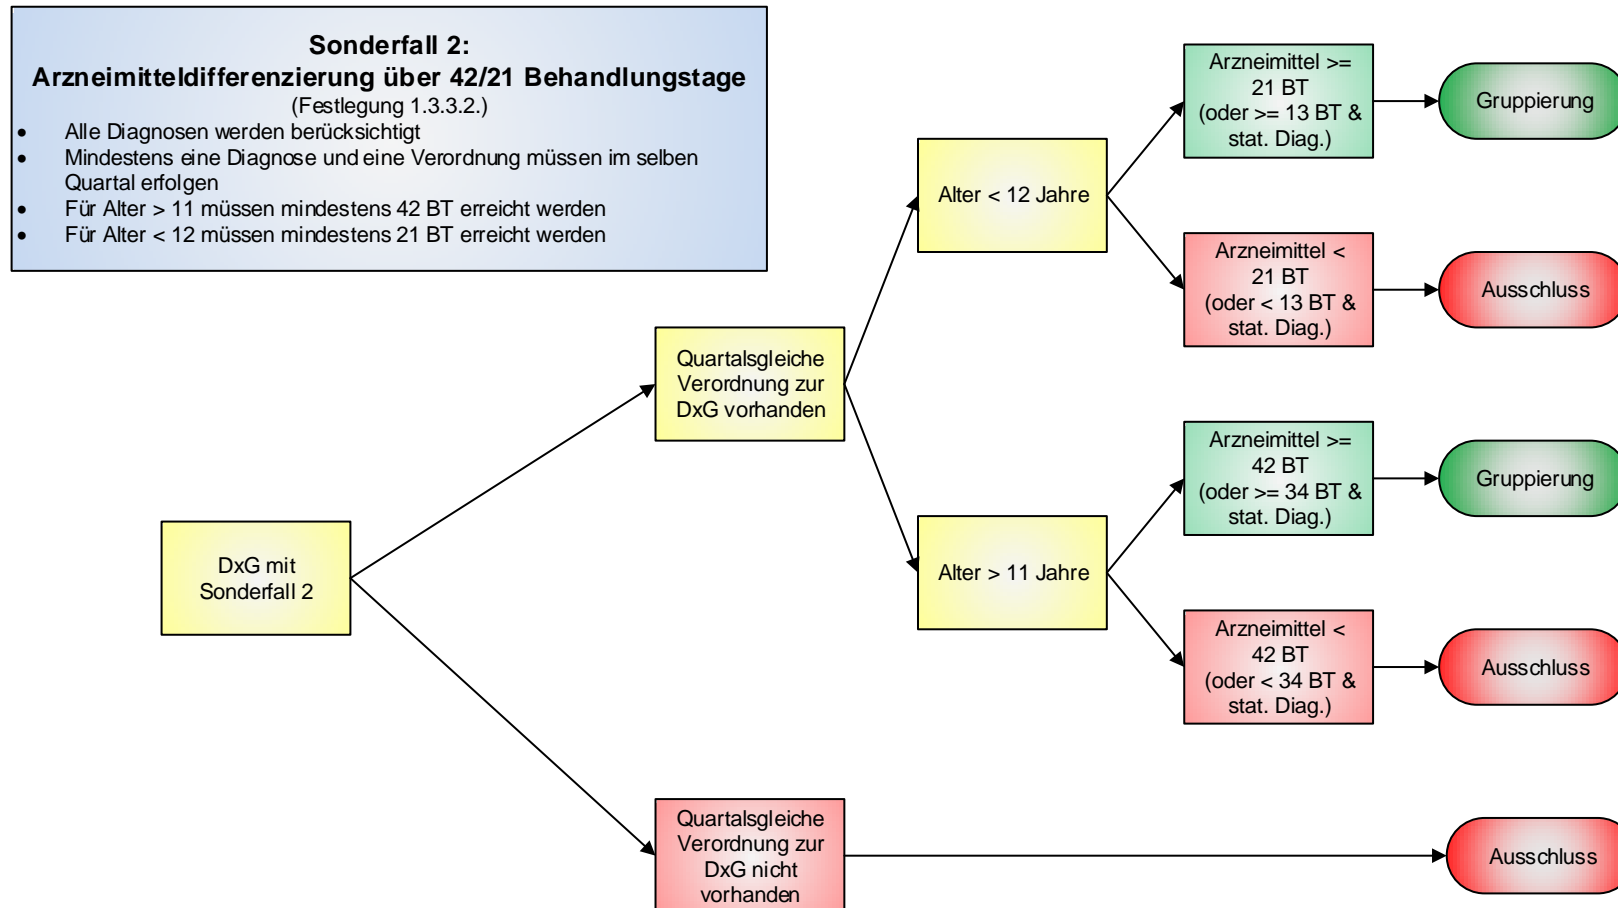 Sonderfall 2:
Arzneimitteldifferenzierung über 42/21 Behandlungstage
(Festlegung 1.3.3.2.)
• Alle Diagnosen werden berücksichtigt
• Mindestens eine Diagnose und eine Verordnung müssen im selben
Quartal erfolgen
• Für Alter > 11 müssen mindestens 42 BT erreicht werden
• Für Alter < 12 müssen mindestens 21 BT erreicht werden
DxG mit
Sonderfall 2
Quartalsgleiche
Verordnung zur
DxG vorhanden
Quartalsgleiche
Verordnung zur
DxG nicht
vorhanden
Alter < 12 Jahre
Alter > 11 Jahre
Arzneimittel >=
21 BT
(oder >= 13 BT &
stat. Diag.)
Gruppierung
Arzneimittel <
21 BT
(oder < 13 BT &
stat. Diag.)
Ausschluss
Arzneimittel >=
42 BT
(oder >= 34 BT &
stat. Diag.)
Gruppierung
Arzneimittel <
42 BT
(oder < 34 BT &
stat. Diag.)
Ausschluss
Ausschluss